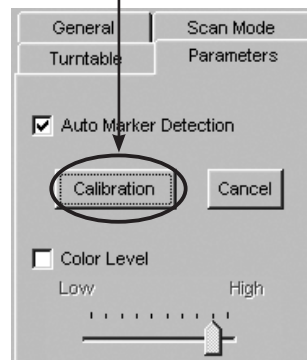 General Scan Mode
Turntable Parameters
Auto Marker Detection
Calibration Cancel
Color Level
Low High